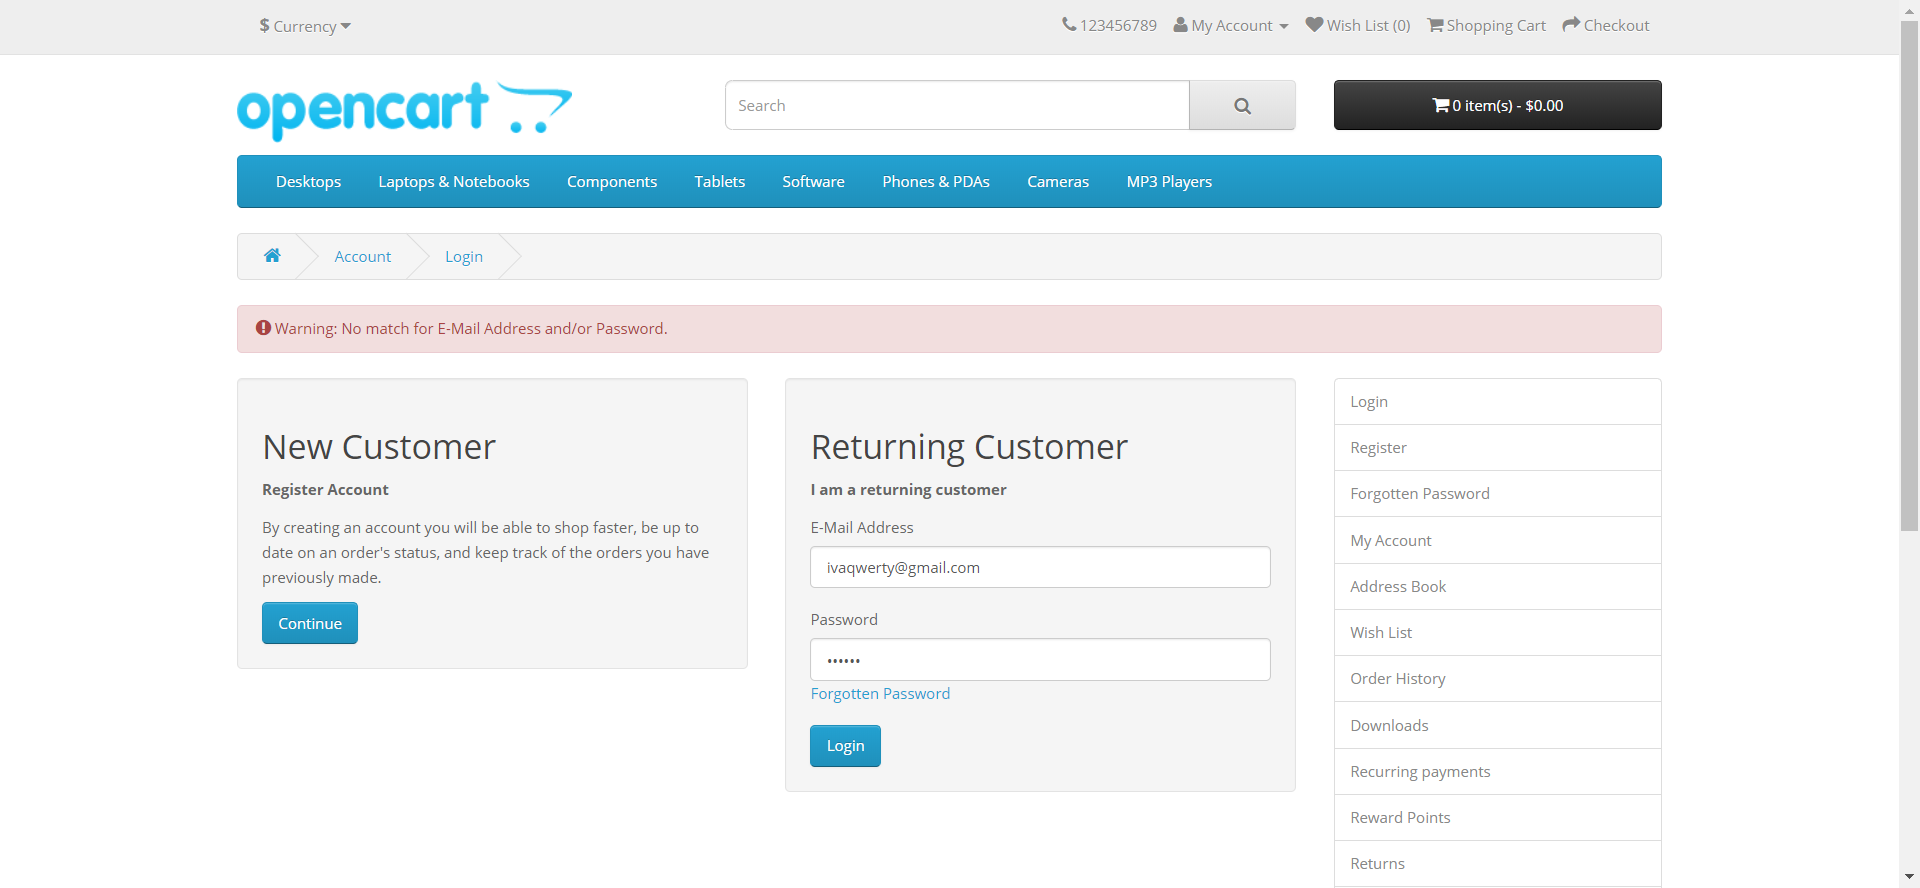 $ Currency
123456789 My Account Wish List (0) Shopping Cart Checkout
opencart
Search
0 item(s) - $0.00
Desktops Laptops & Notebooks Components Tablets Software Phones & PDAs Cameras MP3 Players
Account Login
Warning: No match for E-Mail Address and/or Password.
New Customer
Register Account
By creating an account you will be able to shop faster, be up to
date on an order's status, and keep track of the orders you have
previously made.
Continue
Returning Customer
I am a returning customer
E-Mail Address
ivaqwerty@gmail.com
Password
••••••
Forgotten Password
Login
Login
Register
Forgotten Password
My Account
Address Book
Wish List
Order History
Downloads
Recurring payments
Reward Points
Returns